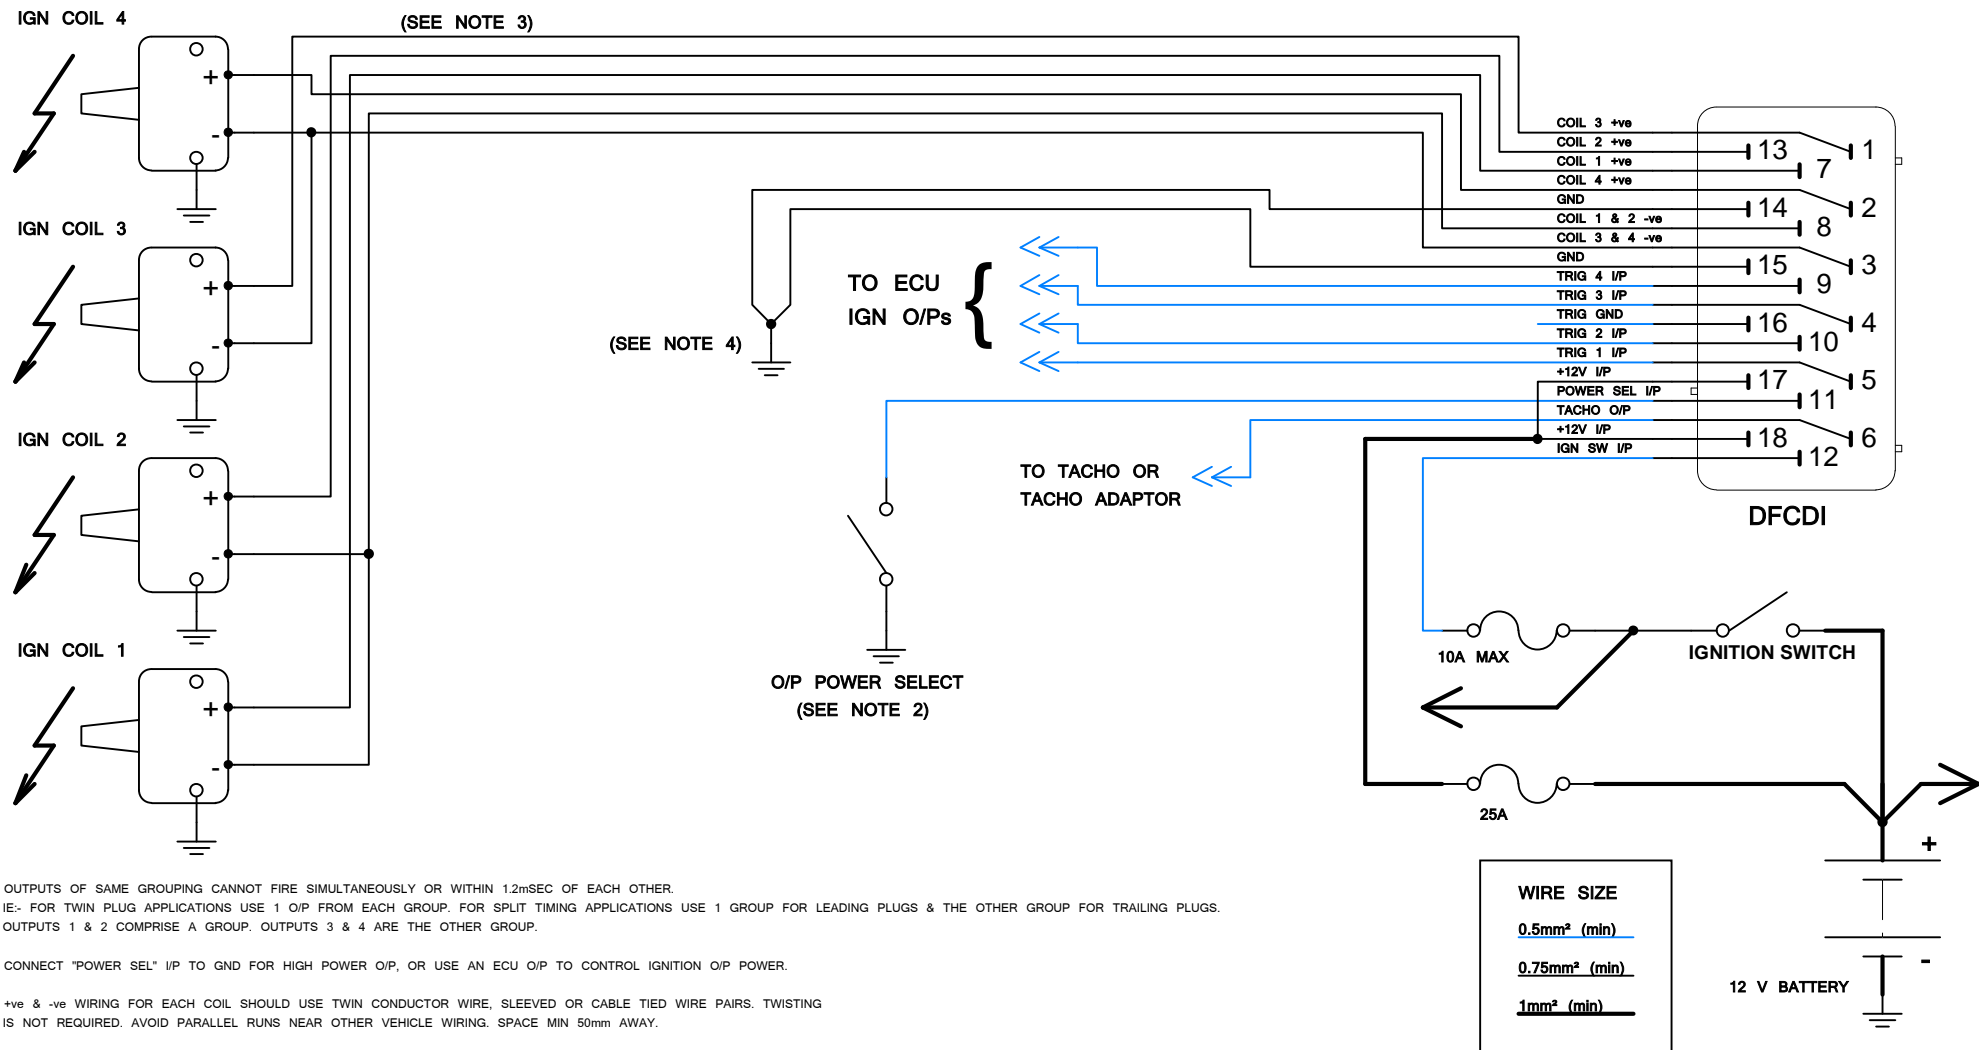 IGN COIL 4
(SEE NOTE 3)
+
-
IGN COIL 3
+
-
IGN COIL 2
+
-
IGN COIL 1
+
-
COIL 3 +ve
COIL 2 +ve
COIL 1 +ve
COIL 4 +ve
GND
COIL 1 & 2 -ve
COIL 3 & 4 -ve
GND
TRIG 4 I/P
TRIG 3 I/P
TRIG GND
TRIG 2 I/P
TRIG 1 I/P
+12V I/P
POWER SEL I/P
TACHO O/P
+12V I/P
IGN SW I/P
13 1
7
14 2
8
15 3
9
16 4
10
17 5
11
18 6
12
DFCDI
TO ECU
IGN O/Ps
{
(SEE NOTE 4)
TO TACHO OR
TACHO ADAPTOR
O/P POWER SELECT
(SEE NOTE 2)
10A MAX
IGNITION SWITCH
25A
+
-
12 V BATTERY
WIRE SIZE
0.5mm² (min)
0.75mm² (min)
1mm² (min)
OUTPUTS OF SAME GROUPING CANNOT FIRE SIMULTANEOUSLY OR WITHIN 1.2mSEC OF EACH OTHER.
IE:- FOR TWIN PLUG APPLICATIONS USE 1 O/P FROM EACH GROUP. FOR SPLIT TIMING APPLICATIONS USE 1 GROUP FOR LEADING PLUGS & THE OTHER GROUP FOR TRAILING PLUGS.
OUTPUTS 1 & 2 COMPRISE A GROUP. OUTPUTS 3 & 4 ARE THE OTHER GROUP.
CONNECT "POWER SEL" I/P TO GND FOR HIGH POWER O/P, OR USE AN ECU O/P TO CONTROL IGNITION O/P POWER.
+ve & -ve WIRING FOR EACH COIL SHOULD USE TWIN CONDUCTOR WIRE, SLEEVED OR CABLE TIED WIRE PAIRS. TWISTING
IS NOT REQUIRED. AVOID PARALLEL RUNS NEAR OTHER VEHICLE WIRING. SPACE MIN 50mm AWAY.